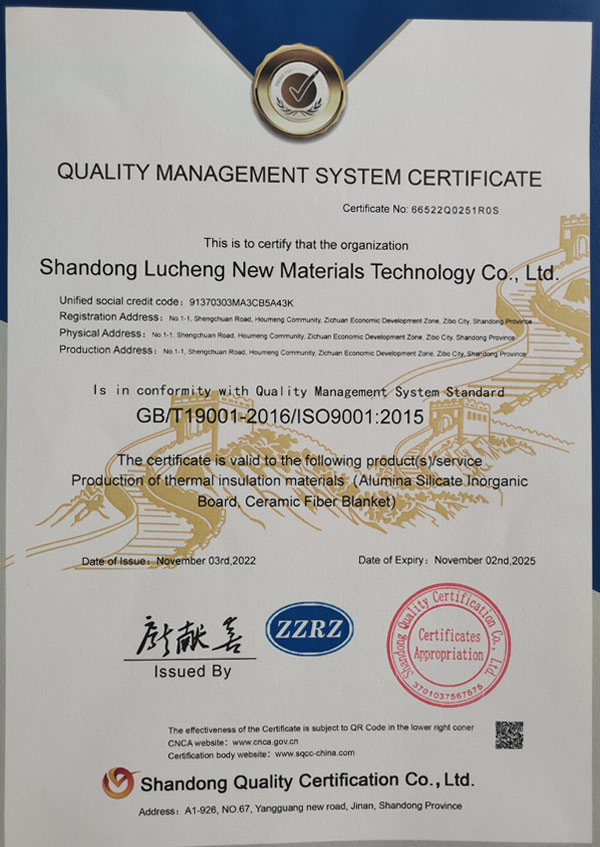 QUALITY MANAGEMENT SYSTEM CERTIFICATE
Certificate No: 66522Q0251R0S
This is to certify that the organization
Shandong Lucheng New Materials Technology Co., Ltd.
Unified social credit code：91370303MA3CB5A43K
Registration Address：No.1-1, Shengchuan Road, Houmeng Community, Zichuan Economic Development Zone, Zibo City, Shandong Province
Physical Address：No.1-1, Shengchuan Road, Houmeng Community, Zichuan Economic Development Zone, Zibo City, Shandong Province
Production Address：No.1-1, Shengchuan Road, Houmeng Community, Zichuan Economic Development Zone, Zibo City, Shandong Province
Is in conformity with Quality Management System Standard
GB/T19001-2016/ISO9001:2015
The certificate is valid to the following product(s)/service
Production of thermal insulation materials（Alumina Silicate Inorganic
Board, Ceramic Fiber Blanket)
Date of Issue：November 03rd,2022
Date of Expiry：November 02nd,2025
ZZRZ
Issued By
Shandong Quality Certification Co., Ltd.
Certificates
Appropriation
3701037567575
The effectiveness of the Certificate is subject to QR Code in the lower right coner
CNCA website：www.cnca.gov.cn
Certification body website：www.sqcc-china.com
Shandong Quality Certification Co., Ltd.
Address：A1-926, NO.67, Yangguang new road, Jinan, Shandong Province